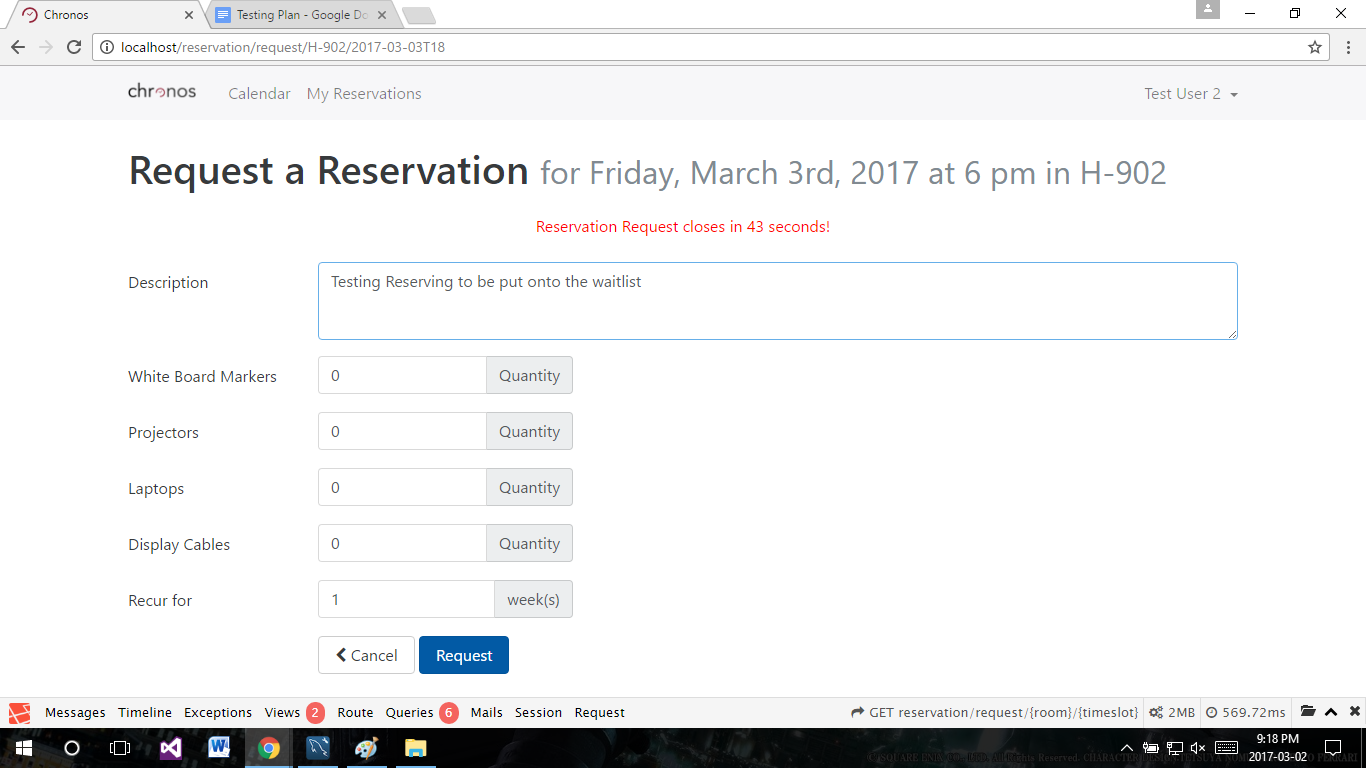 Chronos
Testing Plan - Google Do
localhost/reservation/request/H-902/2017-03-03T18
chronos Calendar My Reservations Test User 2
Request a Reservation for Friday, March 3rd, 2017 at 6 pm in H-902
Reservation Request closes in 43 seconds!
Description
Testing Reserving to be put onto the waitlist
White Board Markers 0 Quantity
Projectors 0 Quantity
Laptops 0 Quantity
Display Cables 0 Quantity
Recur for 1 week(s)
Cancel Request
Messages Timeline Exceptions Views 2 Route Queries 6 Mails Session Request GET reservation/request/{room}/{timeslot} 2MB 569.72ms
9:18 PM
2017-03-02